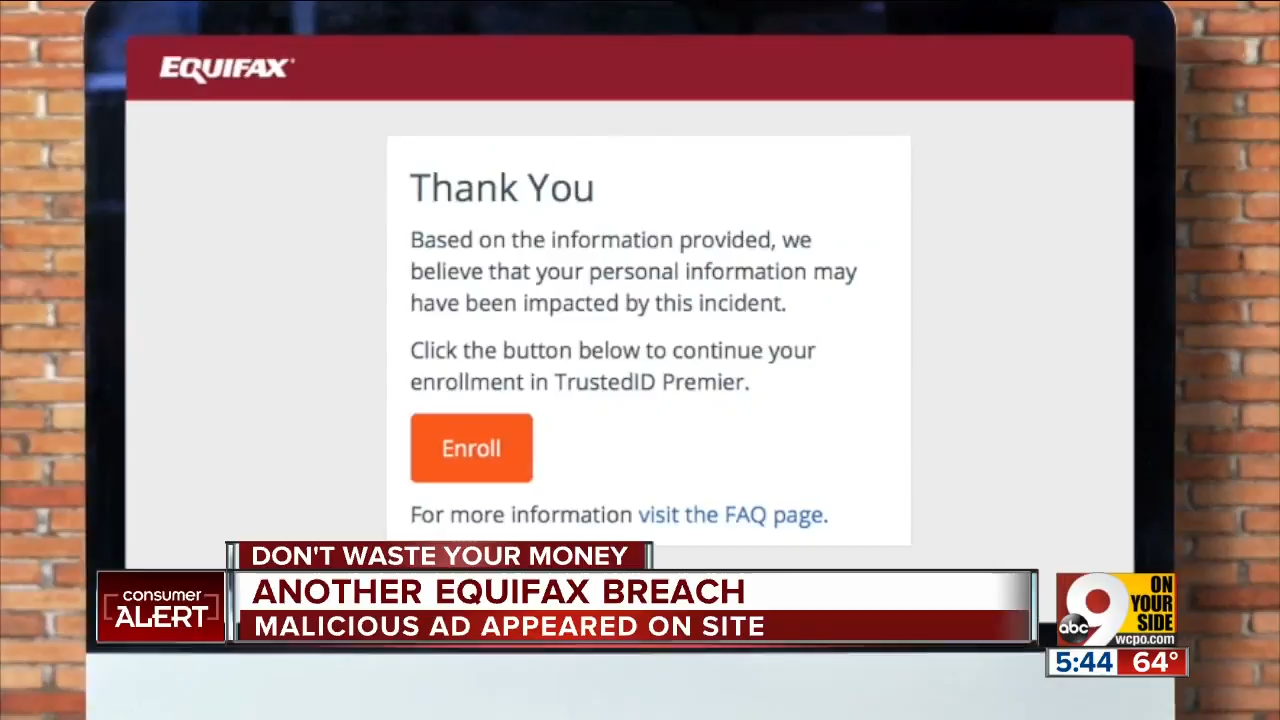 EQUIFAX
Thank You
Based on the information provided, we
believe that your personal information may
have been impacted by this incident.
Click the button below to continue your
enrollment in TrustedID Premier.
Enroll
For more information visit the FAQ page.
DON'T WASTE YOUR MONEY
consumer
ALERT
ANOTHER EQUIFAX BREACH
MALICIOUS AD APPEARED ON SITE
abc 9
ON
YOUR
SIDE
wcpo.com
5:44 64°